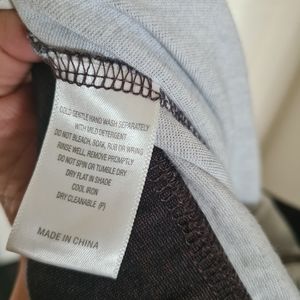 COLD GENTLE HAND WASH SEPARATELY
WITH MILD DETERGENT
DO NOT BLEACH, SOAK, RUB OR WRING
RINSE WELL, REMOVE PROMPTLY
DO NOT SPIN OR TUMBLE DRY
DRY FLAT IN SHADE
COOL IRON
DRY CLEANABLE (P)
MADE IN CHINA